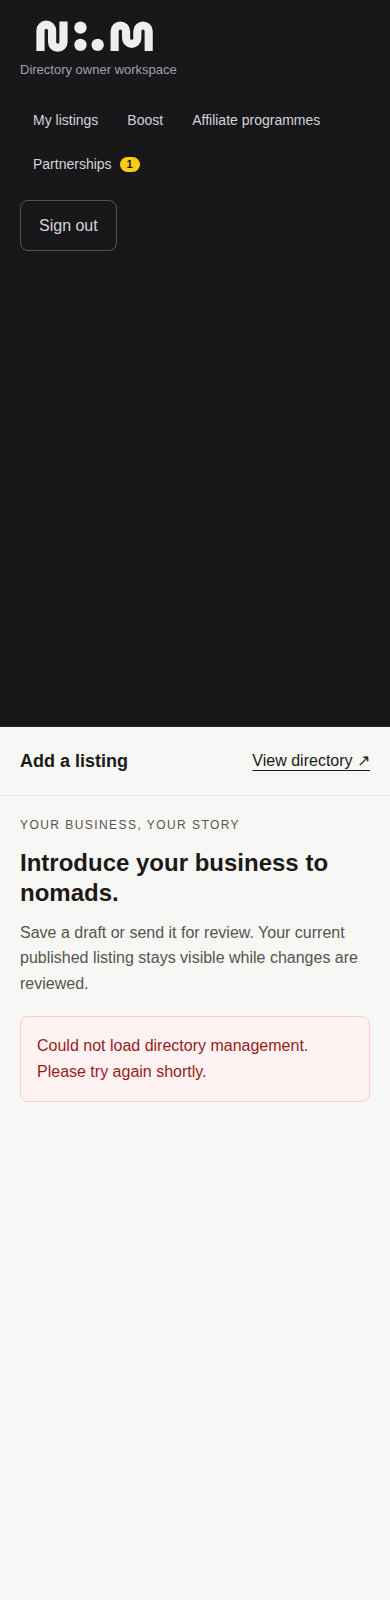 N:.M
Directory owner workspace
My listings Boost Affiliate programmes
Partnerships 1
Sign out
Add a listing View directory ↗
YOUR BUSINESS, YOUR STORY
Introduce your business to
nomads.
Save a draft or send it for review. Your current
published listing stays visible while changes are
reviewed.
Could not load directory management.
Please try again shortly.